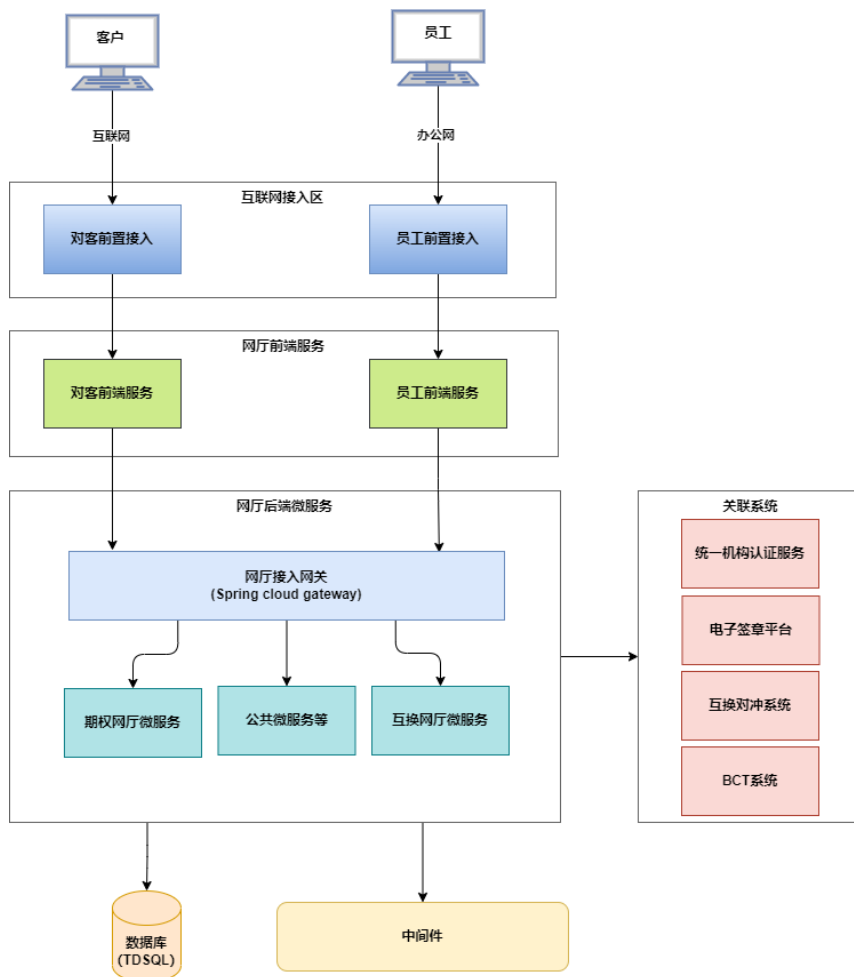 客户
员工
互联网
办公网
互联网接入区
对客前置接入
员工前置接入
网厅前端服务
对客前端服务
员工前端服务
网厅后端微服务
关联系统
网厅接入网关
(Spring cloud gateway)
统一机构认证服务
电子签章平台
期权网厅微服务
公共微服务等
互换网厅微服务
互换对冲系统
BCT系统
数据库
(TDSQL)
中间件